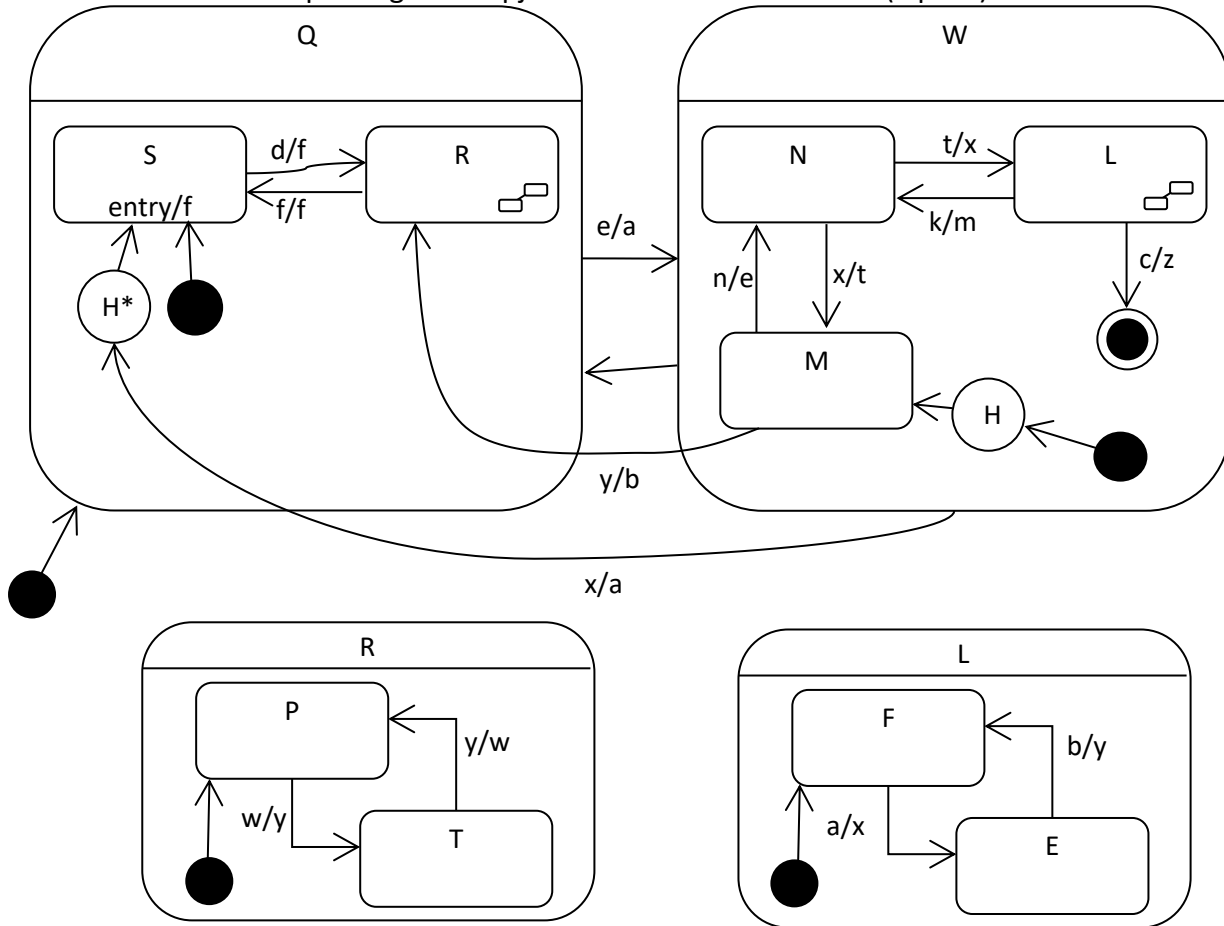 Q
W
S
d/f
R
N
t/x
L
entry/f
f/f
k/m
e/a
c/z
n/e
x/t
H*
M
H
y/b
x/a
R
L
P
F
y/w
b/y
w/y
a/x
T
E